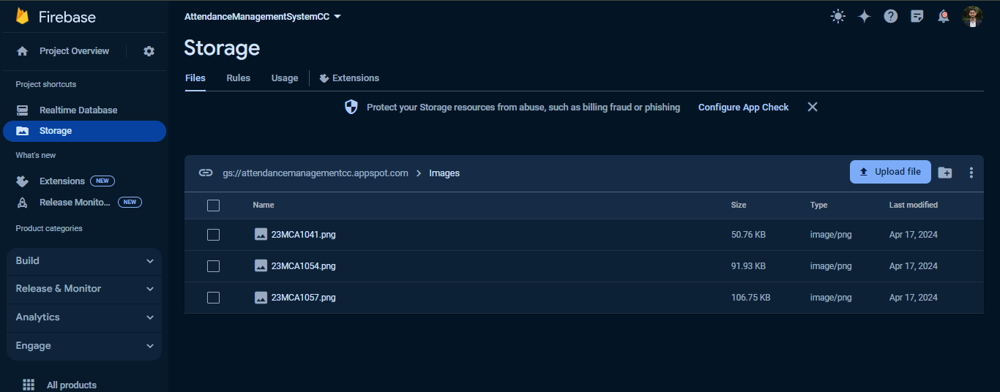 Firebase
AttendanceManagementSystemCC
Project Overview
Storage
Files Rules Usage Extensions
Project shortcuts
Protect your Storage resources from abuse, such as billing fraud or phishing Configure App Check
Realtime Database
Storage
What's new
Extensions NEW
Release Monito... NEW
Product categories
Build
Release & Monitor
Analytics
Engage
All products
gs://attendancemanagementcc.appspot.com > Images
Upload file
Name Size Type Last modified
23MCA1041.png 50.76 KB image/png Apr 17, 2024
23MCA1054.png 91.93 KB image/png Apr 17, 2024
23MCA1057.png 106.75 KB image/png Apr 17, 2024